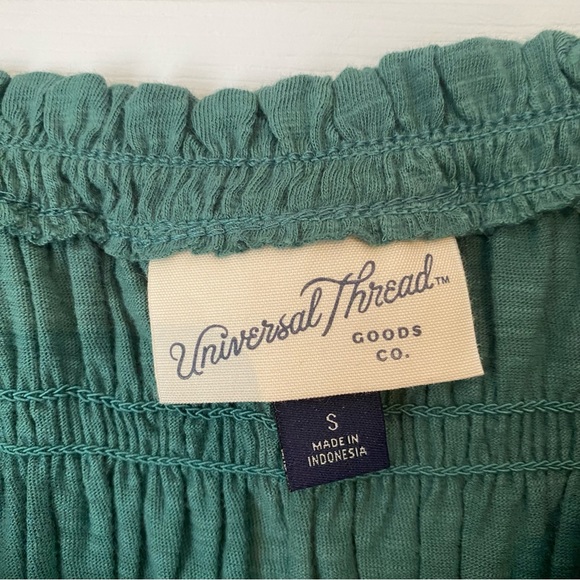 Universal Thread™
GOODS
CO.
S
MADE IN
INDONESIA